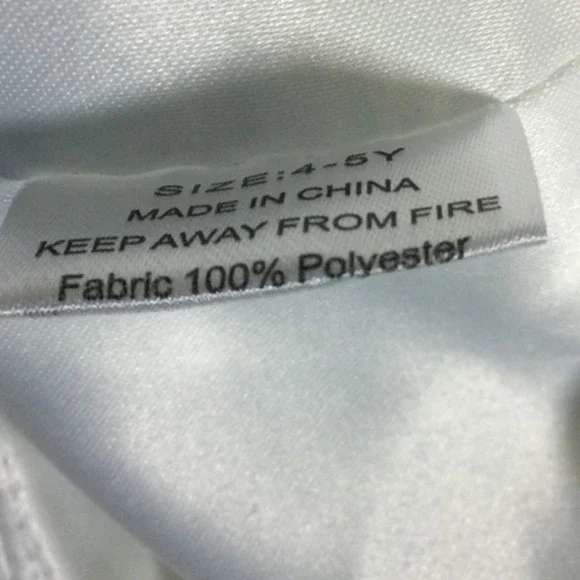 SIZE:4-5Y
MADE IN CHINA
KEEP AWAY FROM FIRE
Fabric 100% Polyester